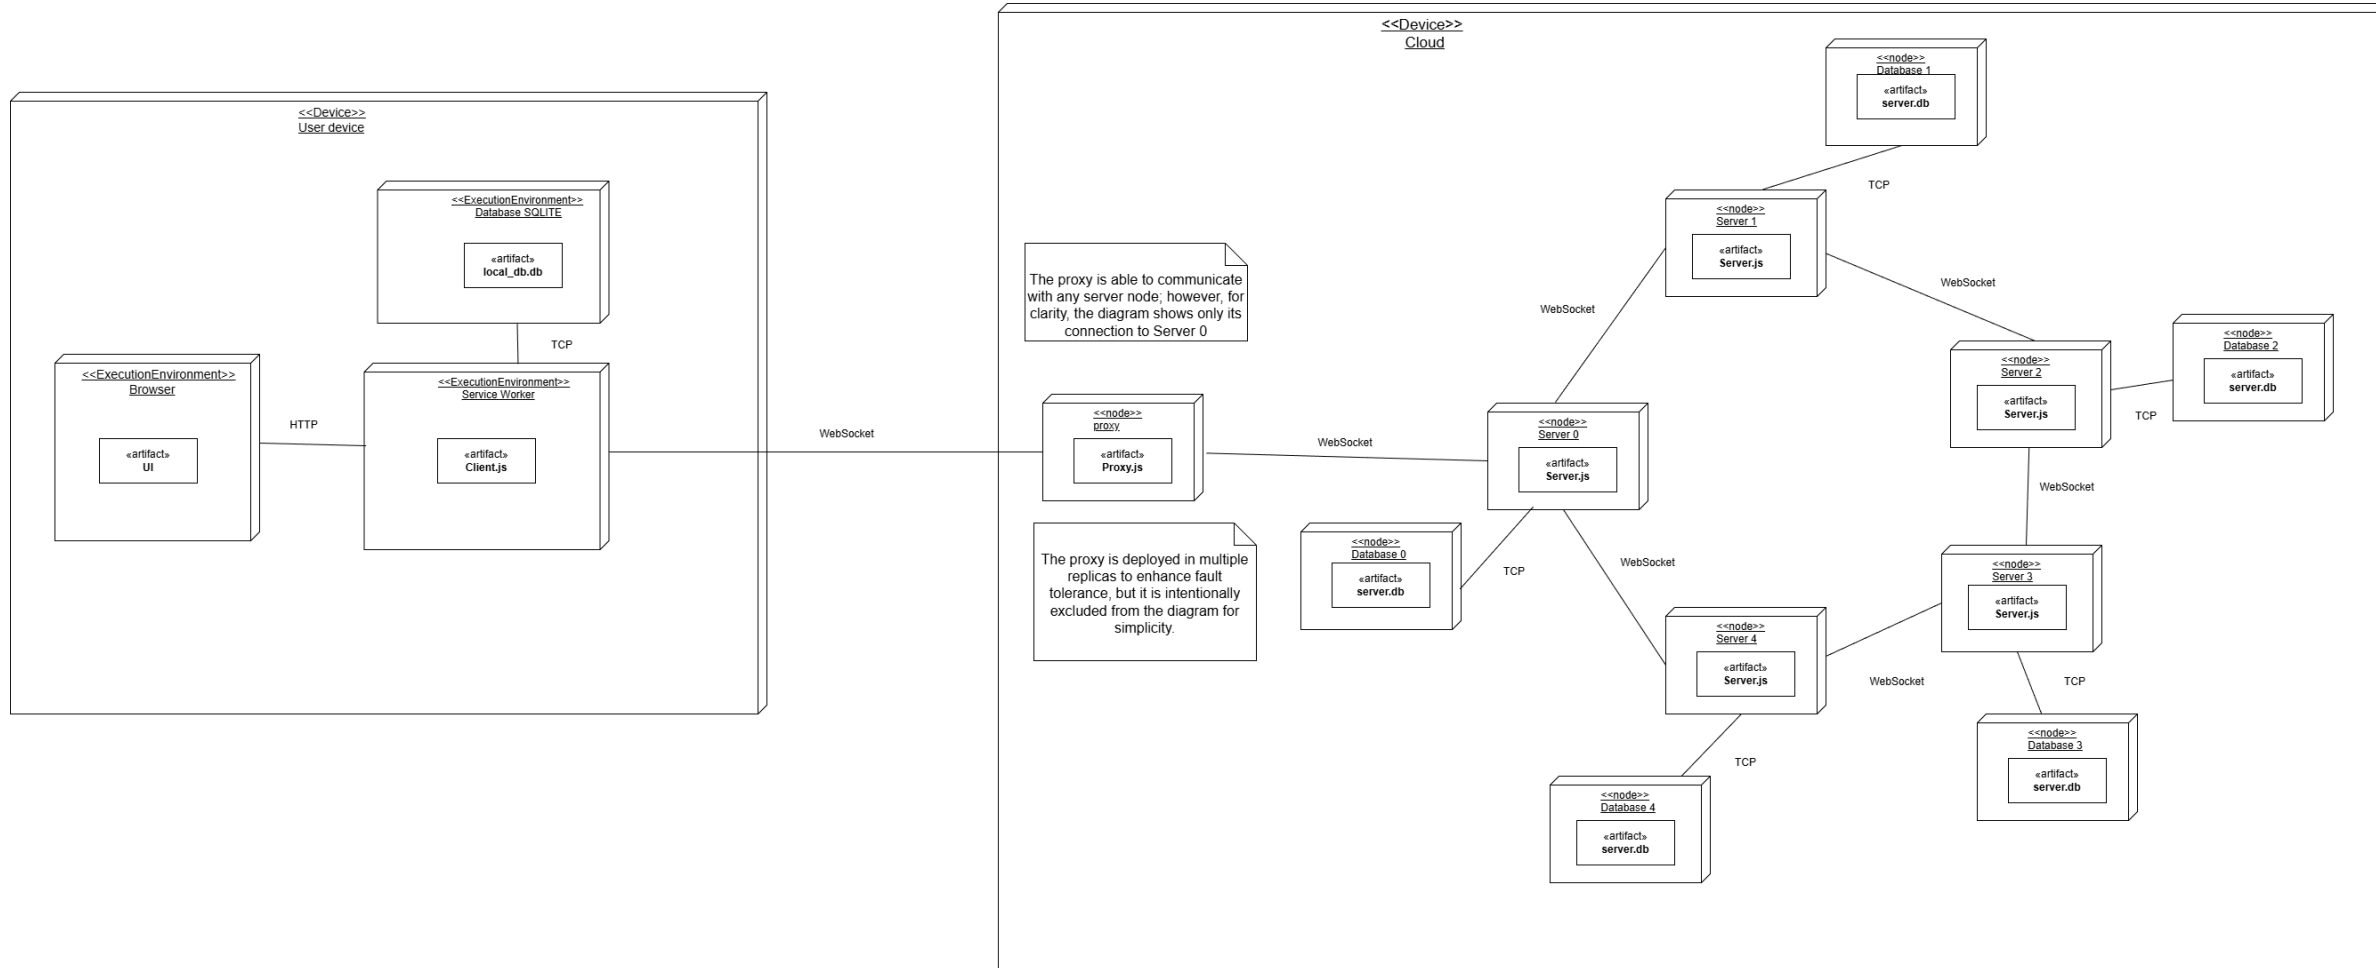 <<Device>>
User device
<<ExecutionEnvironment>>
Database SQLITE
«artifact»
local_db.db
TCP
<<ExecutionEnvironment>>
Browser
«artifact»
UI
HTTP
<<ExecutionEnvironment>>
Service Worker
«artifact»
Client.js
WebSocket
<<Device>>
Cloud
The proxy is able to communicate
with any server node; however, for
clarity, the diagram shows only its
connection to Server 0
<<node>>
proxy
«artifact»
Proxy.js
The proxy is deployed in multiple
replicas to enhance fault
tolerance, but it is intentionally
excluded from the diagram for
simplicity.
WebSocket
<<node>>
Server 0
«artifact»
Server.js
TCP
<<node>>
Database 0
«artifact»
server.db
WebSocket
<<node>>
Server 1
«artifact»
Server.js
TCP
<<node>>
Database 1
«artifact»
server.db
WebSocket
<<node>>
Server 2
«artifact»
Server.js
TCP
<<node>>
Database 2
«artifact»
server.db
WebSocket
<<node>>
Server 3
«artifact»
Server.js
TCP
<<node>>
Database 3
«artifact»
server.db
WebSocket
WebSocket
<<node>>
Server 4
«artifact»
Server.js
TCP
<<node>>
Database 4
«artifact»
server.db